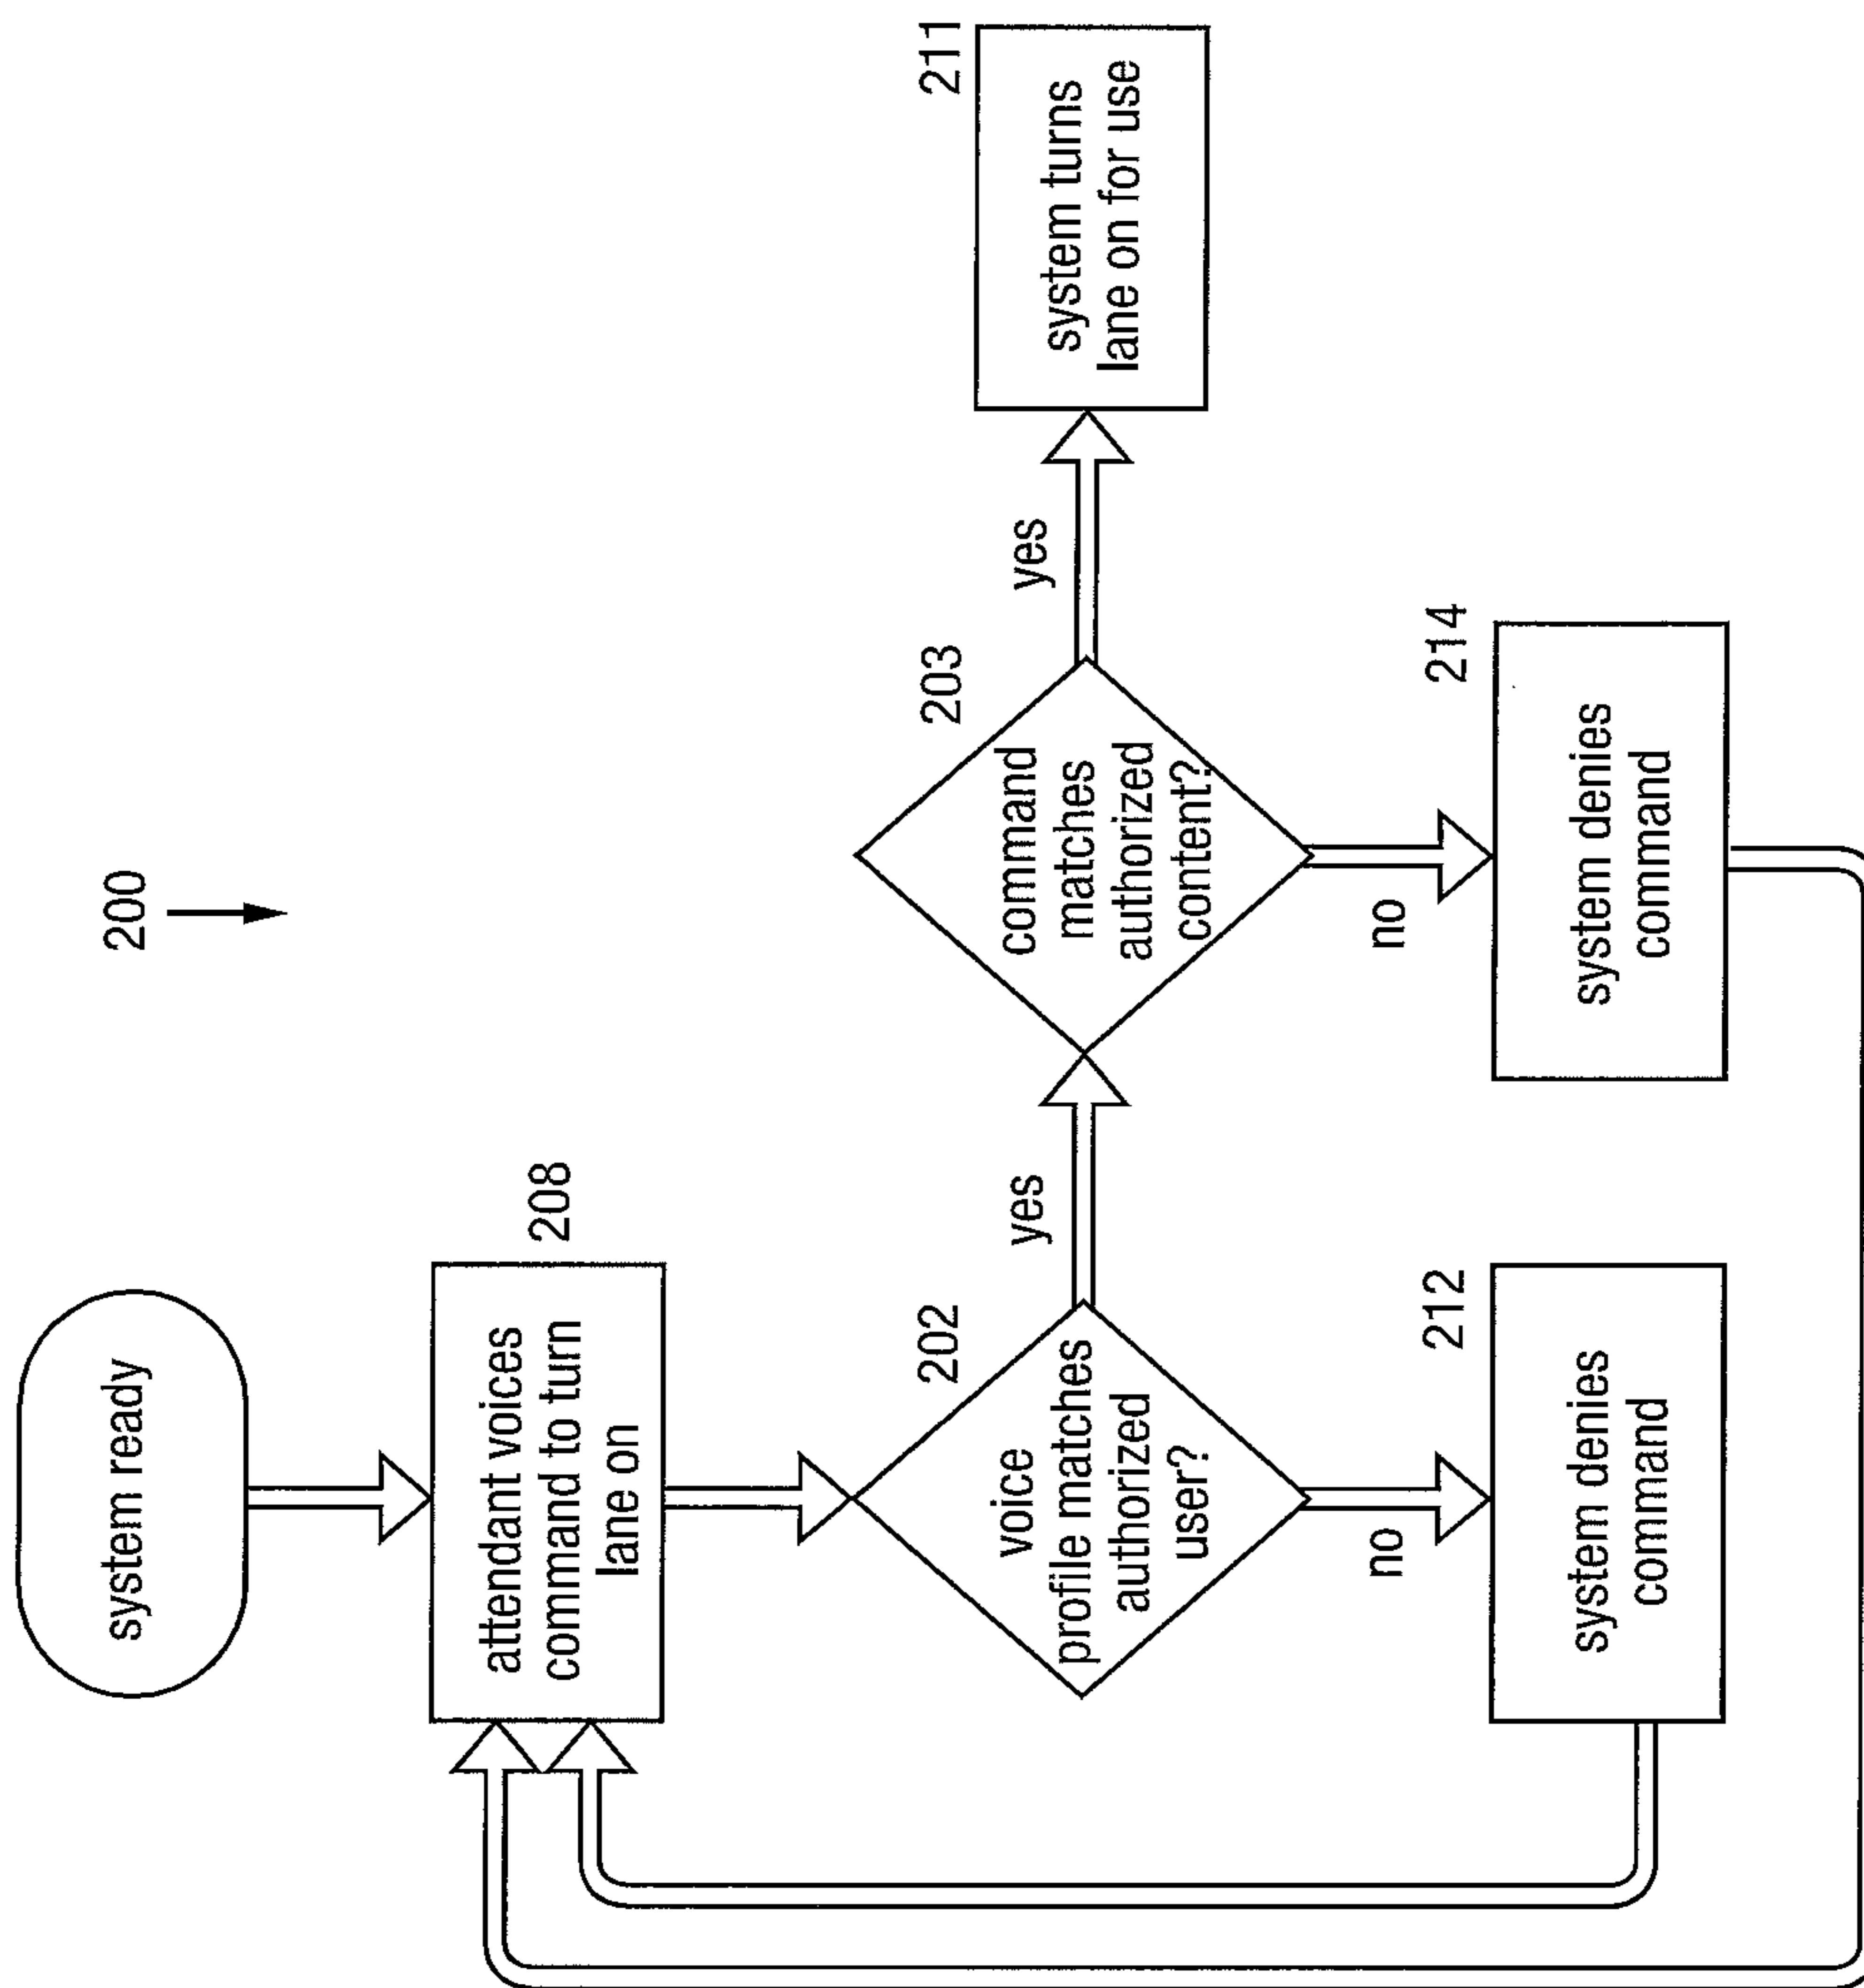 200
system ready
attendant voices
command to turn
lane on
208
voice
profile matches
authorized
user?
202
yes
no
system denies
command
212
command
matches
authorized
content?
203
yes
no
system denies
command
214
system turns
lane on for use
211